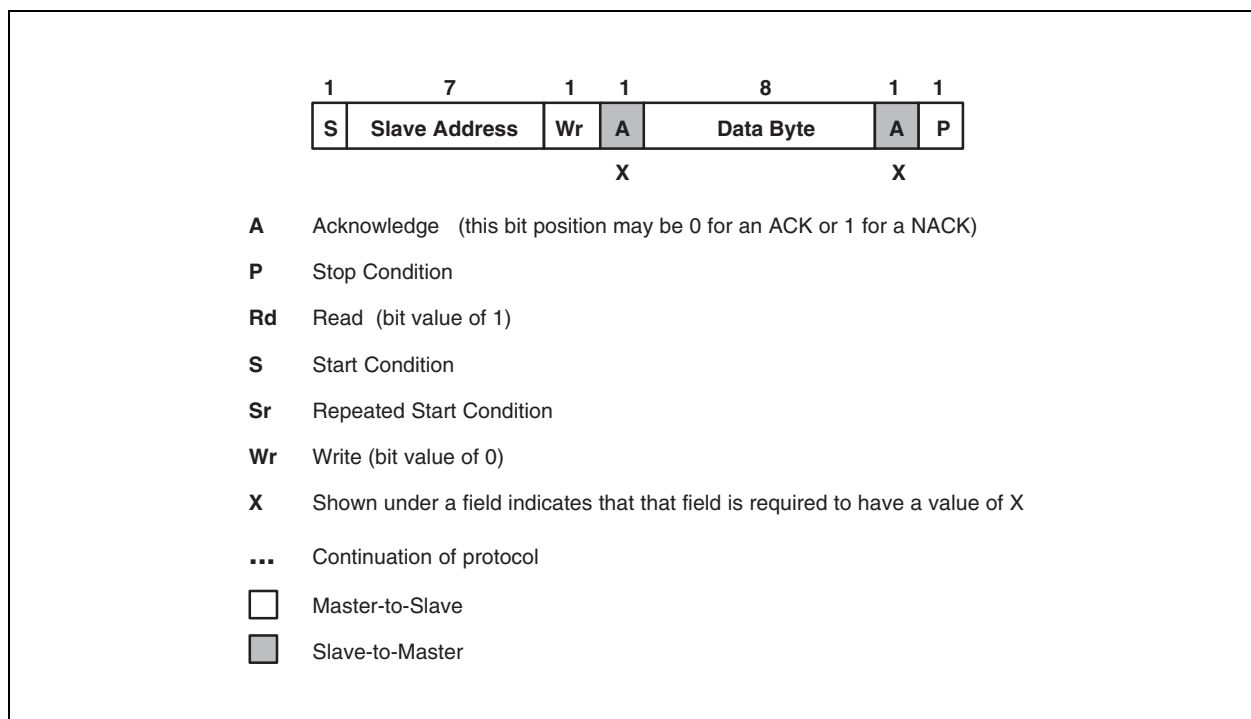 1 7 1 1 8 1 1
S Slave Address Wr A Data Byte A P
X X
A Acknowledge (this bit position may be 0 for an ACK or 1 for a NACK)
P Stop Condition
Rd Read (bit value of 1)
S Start Condition
Sr Repeated Start Condition
Wr Write (bit value of 0)
X Shown under a field indicates that that field is required to have a value of X
... Continuation of protocol
Master-to-Slave
Slave-to-Master